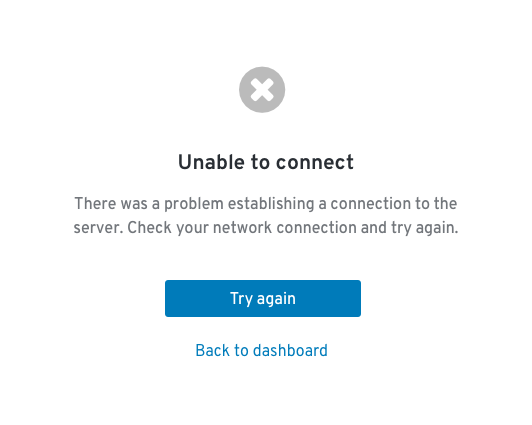 Unable to connect
There was a problem establishing a connection to the
server. Check your network connection and try again.
Try again
Back to dashboard